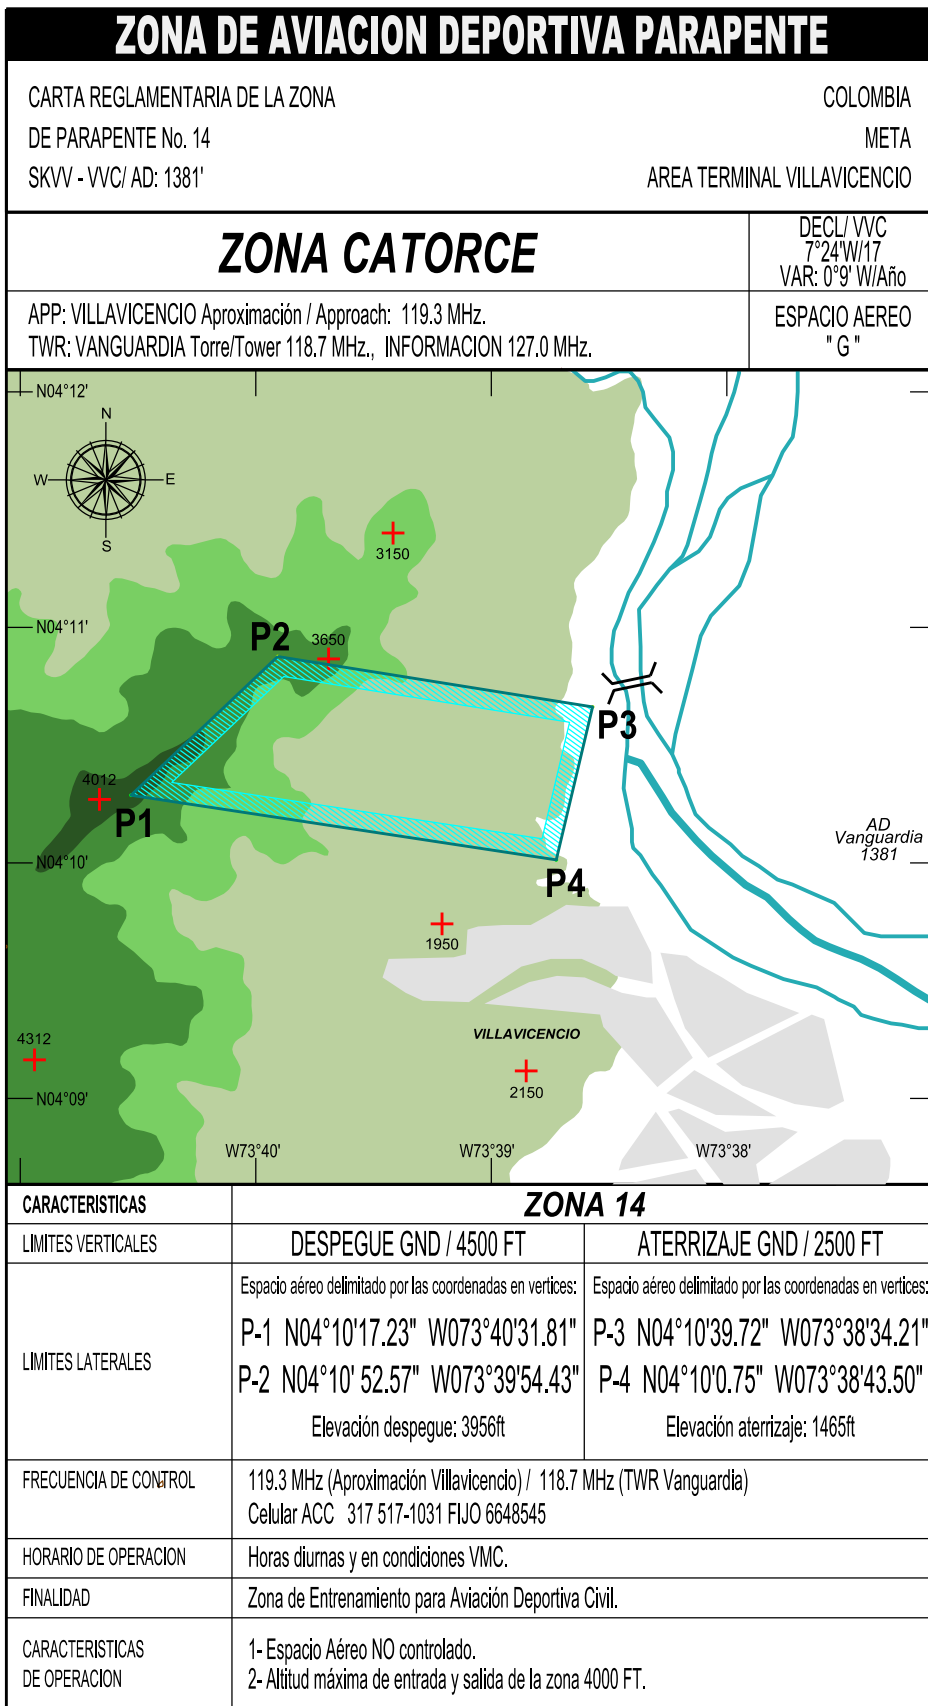 ZONA DE AVIACION DEPORTIVA PARAPENTE
CARTA REGLAMENTARIA DE LA ZONA
DE PARAPENTE No. 14
SKVV - VVC/ AD: 1381'
COLOMBIA
META
AREA TERMINAL VILLAVICENCIO
ZONA CATORCE
DECL/ VVC
7°24'W/17
VAR: 0°9' W/Año
APP: VILLAVICENCIO Aproximación / Approach: 119.3 MHz.
TWR: VANGUARDIA Torre/Tower 118.7 MHz., INFORMACION 127.0 MHz.
ESPACIO AEREO
" G "
N04°12'
N
W
E
S
3150
N04°11'
P2
3650
P3
4012
P1
AD
Vanguardia
1381
N04°10'
P4
1950
4312
VILLAVICENCIO
2150
N04°09'
W73°40'
W73°39'
W73°38'
CARACTERISTICAS
ZONA 14
LIMITES VERTICALES
DESPEGUE GND / 4500 FT
ATERRIZAJE GND / 2500 FT
LIMITES LATERALES
Espacio aéreo delimitado por las coordenadas en vertices:
P-1 N04°10'17.23" W073°40'31.81"
P-2 N04°10' 52.57" W073°39'54.43"
Elevación despegue: 3956ft
Espacio aéreo delimitado por las coordenadas en vertices:
P-3 N04°10'39.72" W073°38'34.21"
P-4 N04°10'0.75" W073°38'43.50"
Elevación aterrizaje: 1465ft
FRECUENCIA DE CONTROL
119.3 MHz (Aproximación Villavicencio) / 118.7 MHz (TWR Vanguardia)
Celular ACC 317 517-1031 FIJO 6648545
HORARIO DE OPERACION
Horas diurnas y en condiciones VMC.
FINALIDAD
Zona de Entrenamiento para Aviación Deportiva Civil.
CARACTERISTICAS
DE OPERACION
1- Espacio Aéreo NO controlado.
2- Altitud máxima de entrada y salida de la zona 4000 FT.